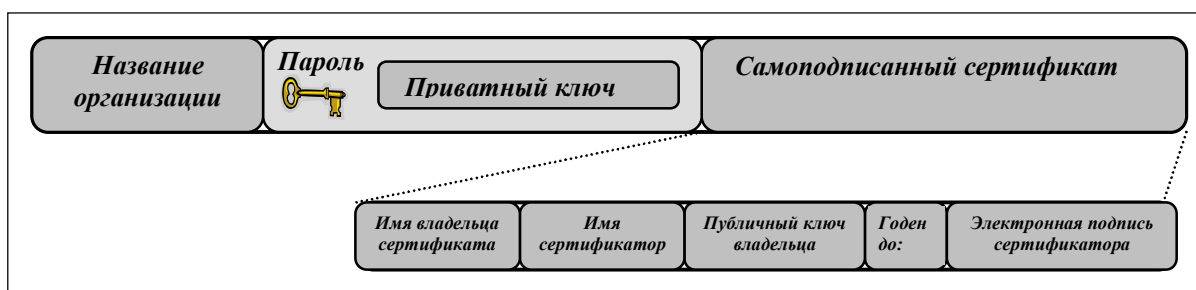 Название
организации
Пароль
Приватный ключ
Самоподписанный сертификат
Имя владельца
сертификата
Имя
сертификатор
Публичный ключ
владельца
Годен
до:
Электронная подпись
сертификатора